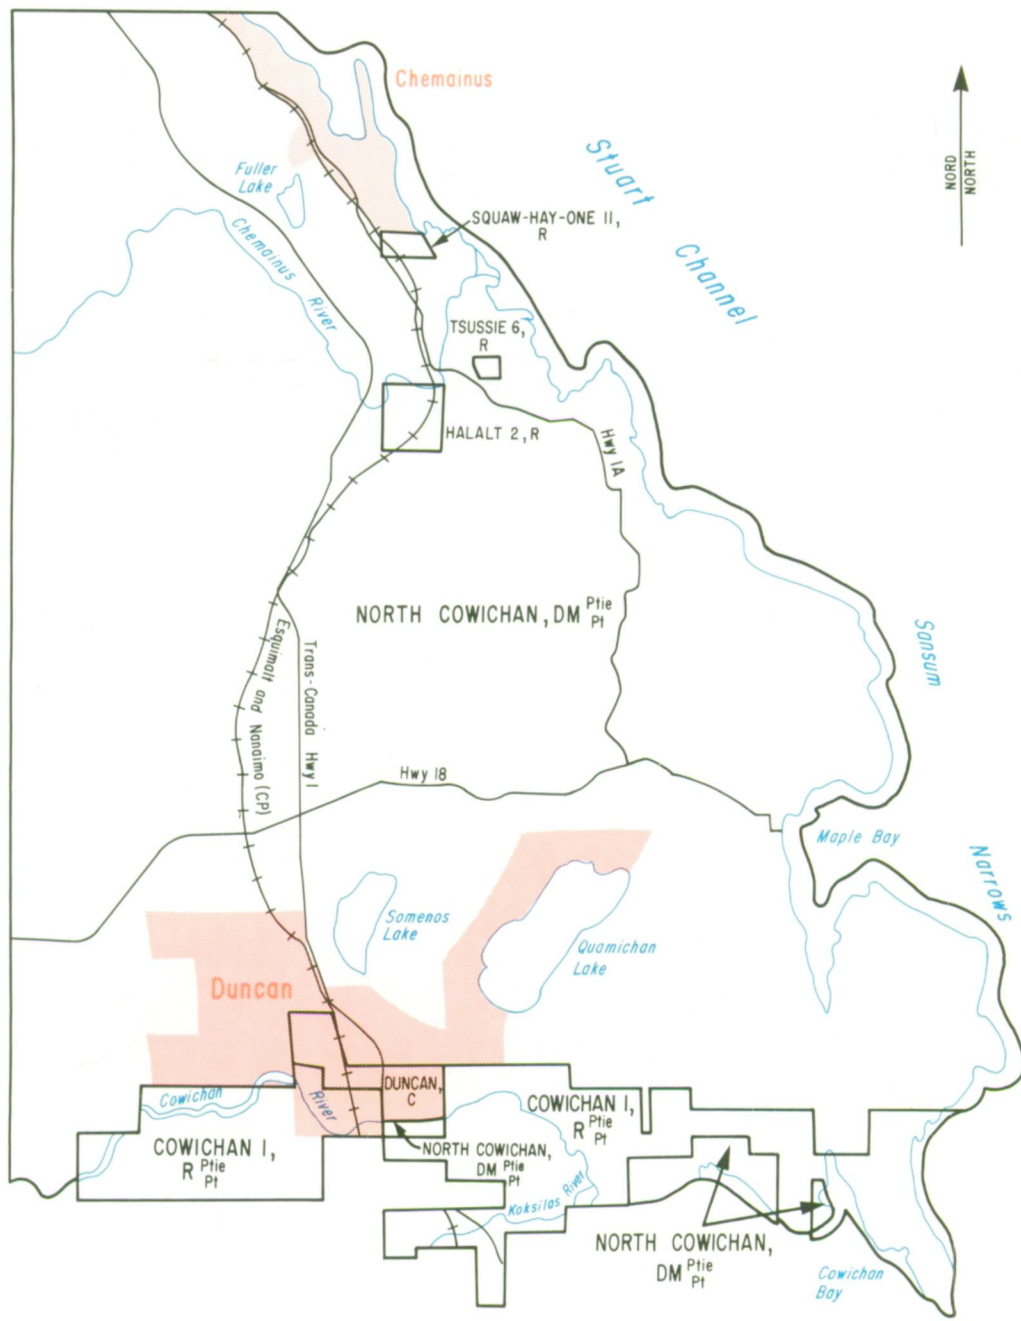 Chemainus
Stuart
Channel
NORD
NORTH
Fuller
Lake
Chemainus
River
SQUAW-HAY-ONE 11,
R
TSUSSIE 6,
R
HALALT 2, R
Hwy 1A
NORTH COWICHAN, DM Ptie
Pt
Sansum
Narrows
Esquimalt and Nanaimo (CP)
Trans-Canada Hwy 1
Hwy 18
Maple Bay
Somenos
Lake
Quamichan
Lake
Duncan
Cowichan
River
DUNCAN,
C
COWICHAN 1,
R Ptie
Pt
COWICHAN 1,
R Ptie
Pt
NORTH COWICHAN,
DM Ptie
Pt
Koksilas River
NORTH COWICHAN,
DM Ptie
Pt
Cowichan
Bay